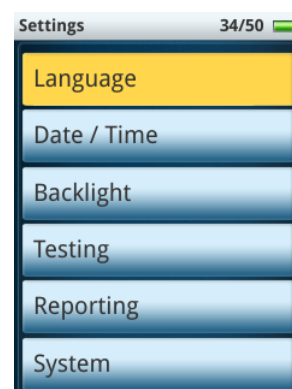 Settings 34/50
Language
Date / Time
Backlight
Testing
Reporting
System